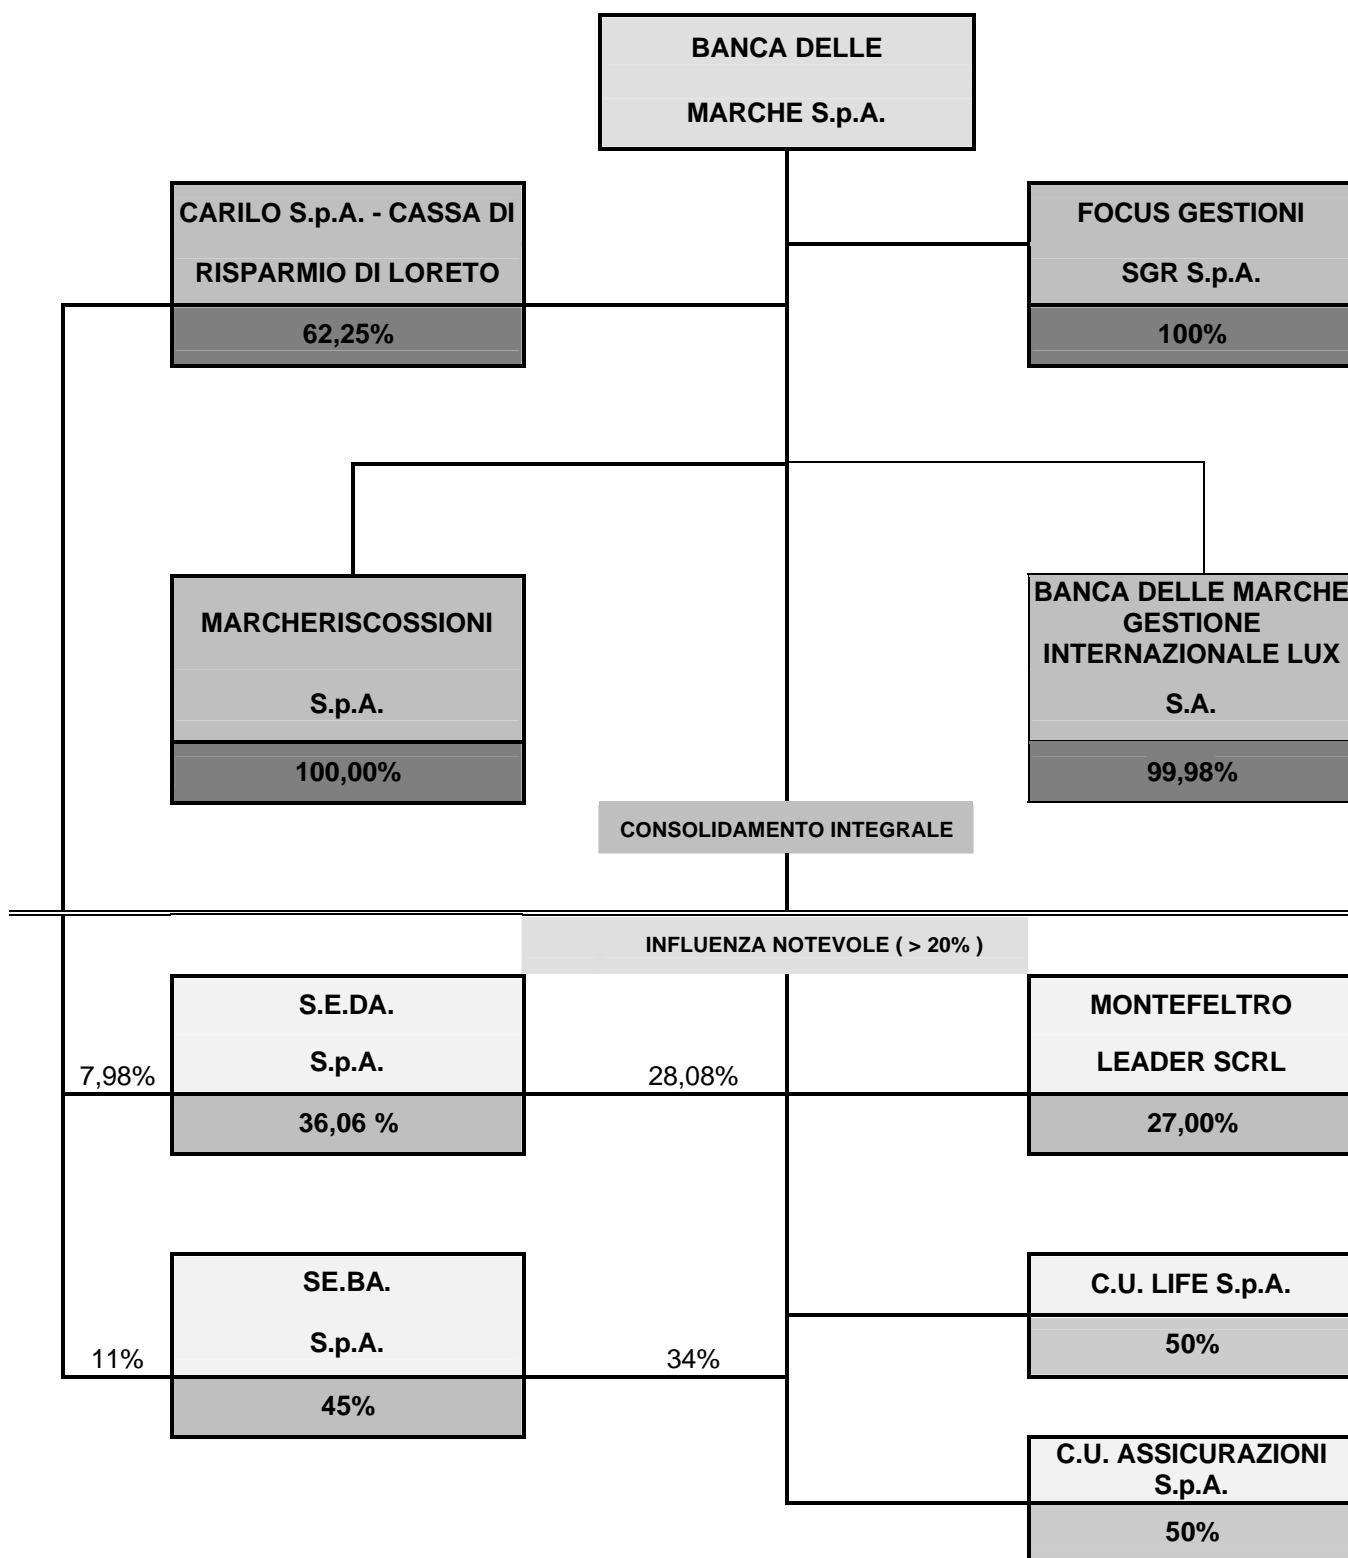 BANCA DELLE
MARCHE S.p.A.
CARILO S.p.A. - CASSA DI
RISPARMIO DI LORETO
62,25%
FOCUS GESTIONI
SGR S.p.A.
100%
MARCHERISCOSSIONI
S.p.A.
100,00%
BANCA DELLE MARCHE
GESTIONE
INTERNAZIONALE LUX
S.A.
99,98%
CONSOLIDAMENTO INTEGRALE
INFLUENZA NOTEVOLE ( > 20% )
7,98%
S.E.DA.
S.p.A.
36,06 %
28,08%
MONTEFELTRO
LEADER SCRL
27,00%
11%
SE.BA.
S.p.A.
45%
34%
C.U. LIFE S.p.A.
50%
C.U. ASSICURAZIONI
S.p.A.
50%